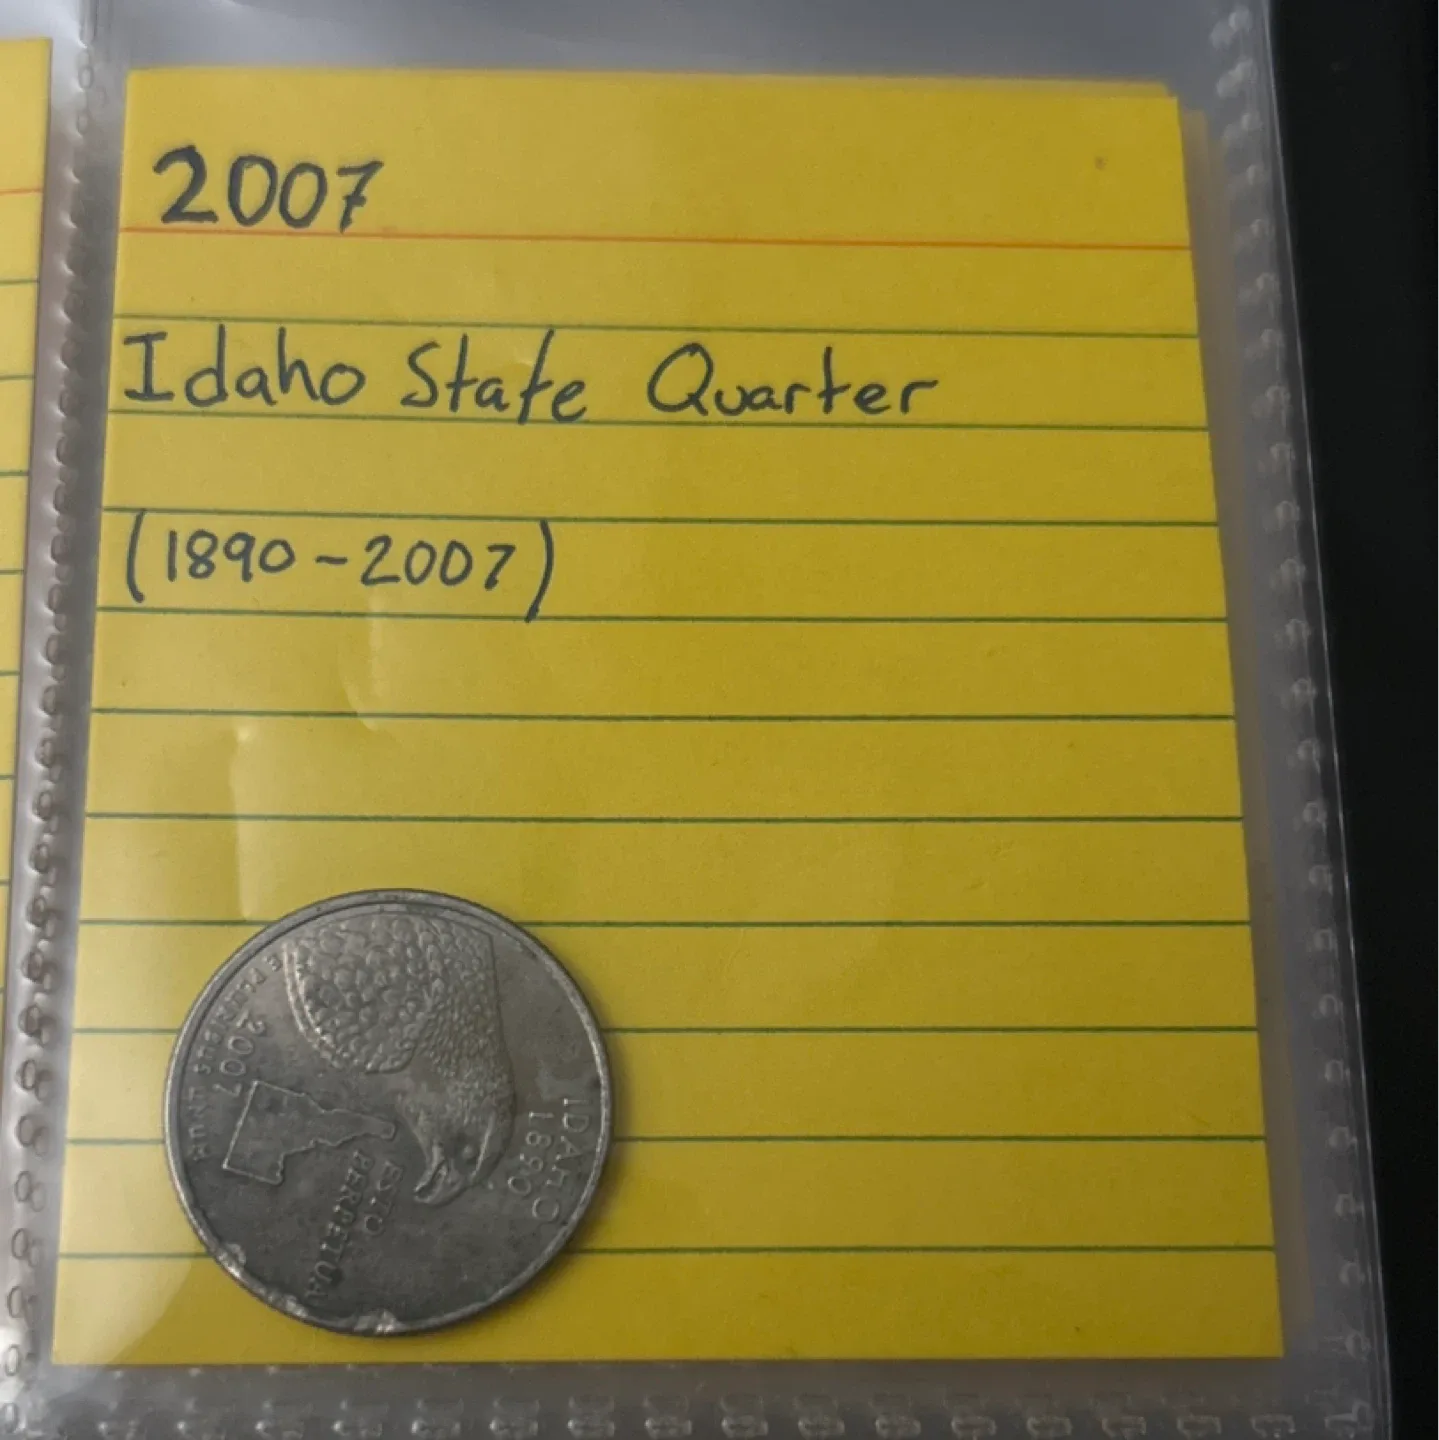 2007
Idaho State Quarter
(1890-2007)
IDAHO
1890
ESTO
PERPETUA
2007
E PLURIBUS UNUM